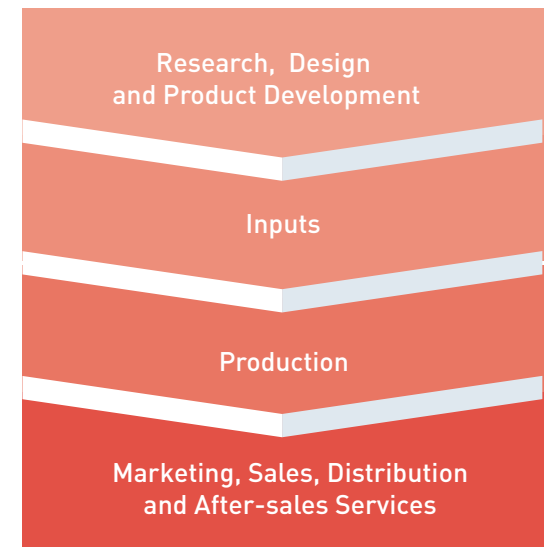 Research, Design
and Product Development
Inputs
Production
Marketing, Sales, Distribution
and After-sales Services